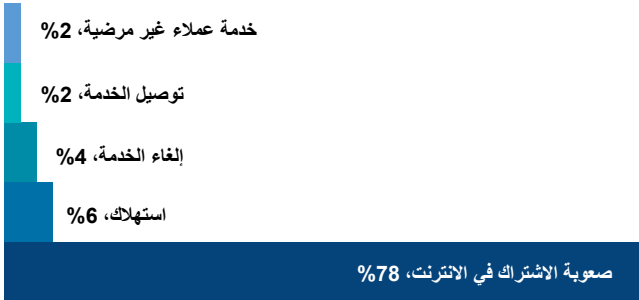 خدمة عملاء غير مرضية، 2%
توصيل الخدمة، 2%
إلغاء الخدمة، 4%
استهلاك، 6%
صعوبة الاشتراك في الانترنت، 78%